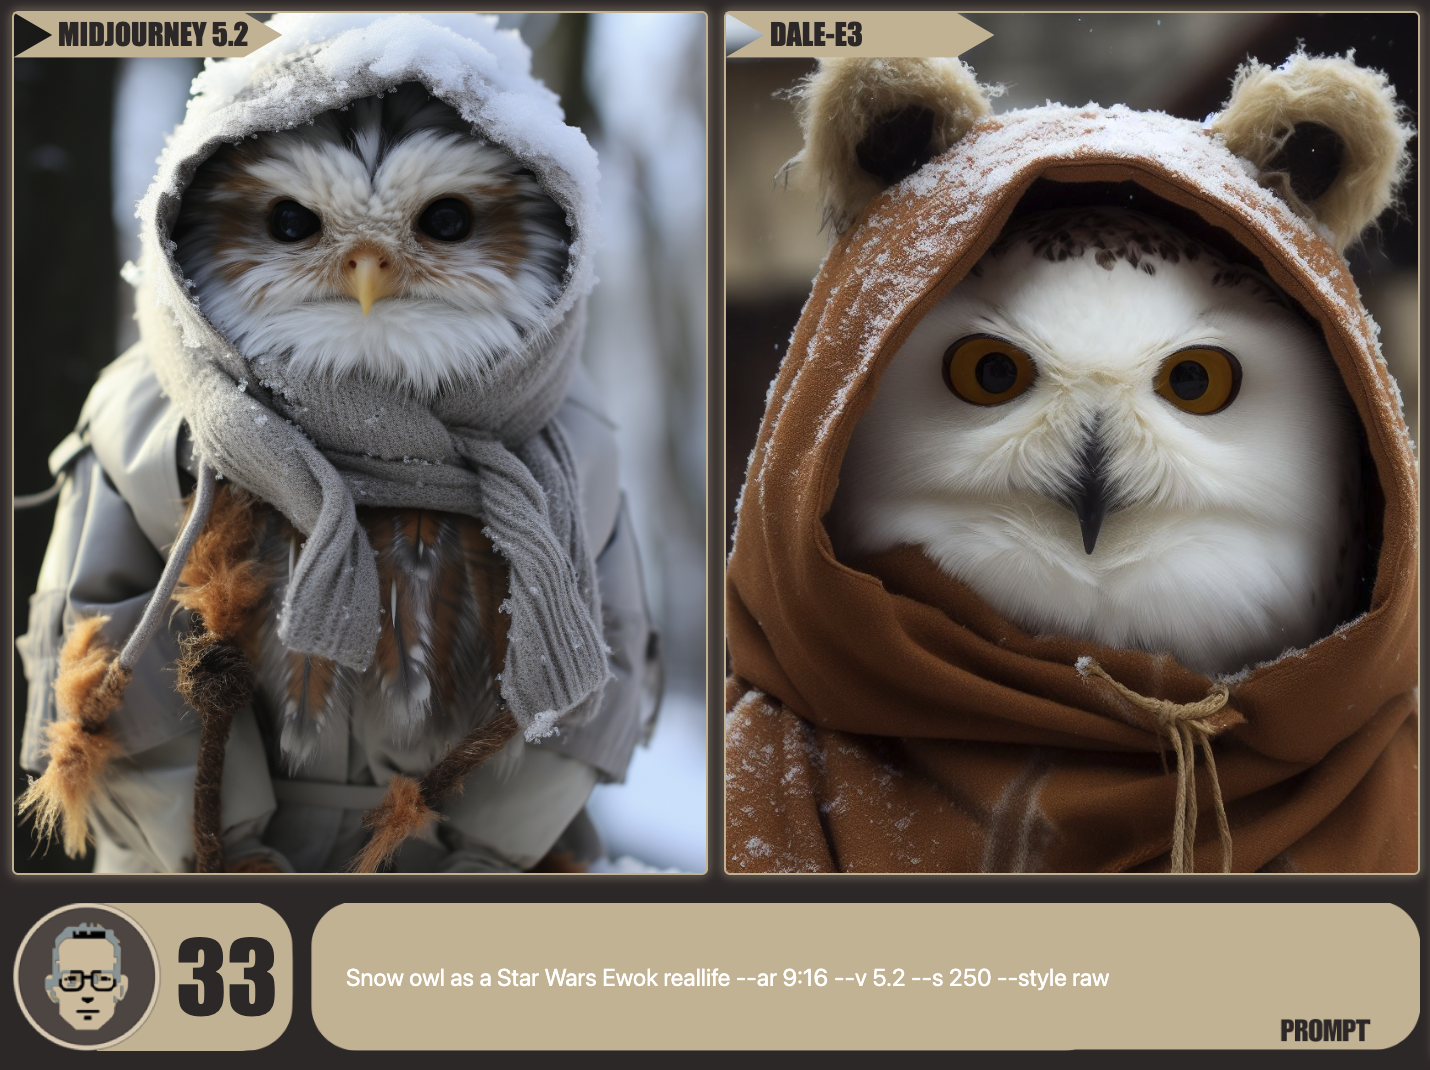 MIDJOURNEY 5.2
DALE-E3
33
Snow owl as a Star Wars Ewok reallife --ar 9:16 --v 5.2 --s 250 --style raw
PROMPT